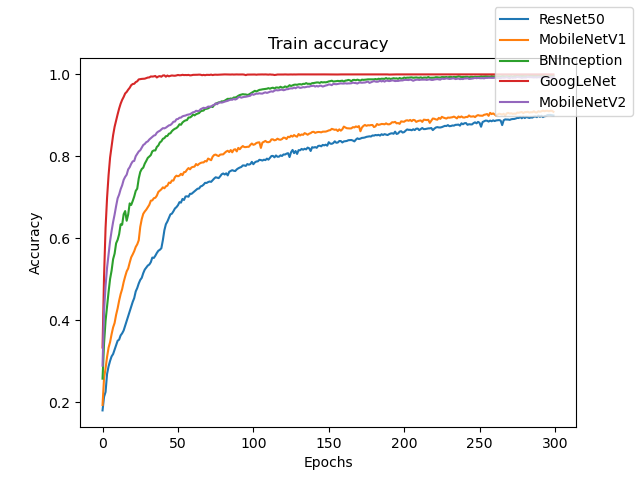 Train accuracy
ResNet50
MobileNetV1
BNInception
GoogLeNet
MobileNetV2
Accuracy
1.0
0.8
0.6
0.4
0.2
0
50
100
150
200
250
300
Epochs